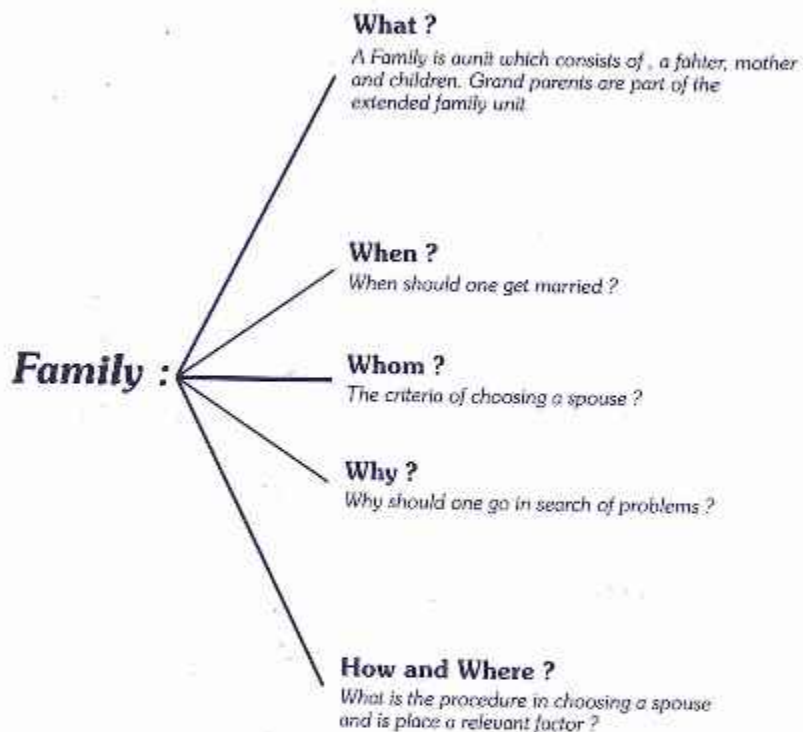 What ?
A Family is aunit which consists of , a fahter, mother
and children. Grand parents are part of the
extended family unit
When ?
When should one get married ?
Family :
Whom ?
The criteria of choosing a spouse ?
Why ?
Why should one go in search of problems ?
How and Where ?
What is the procedure in choosing a spouse
and is place a relevant factor ?